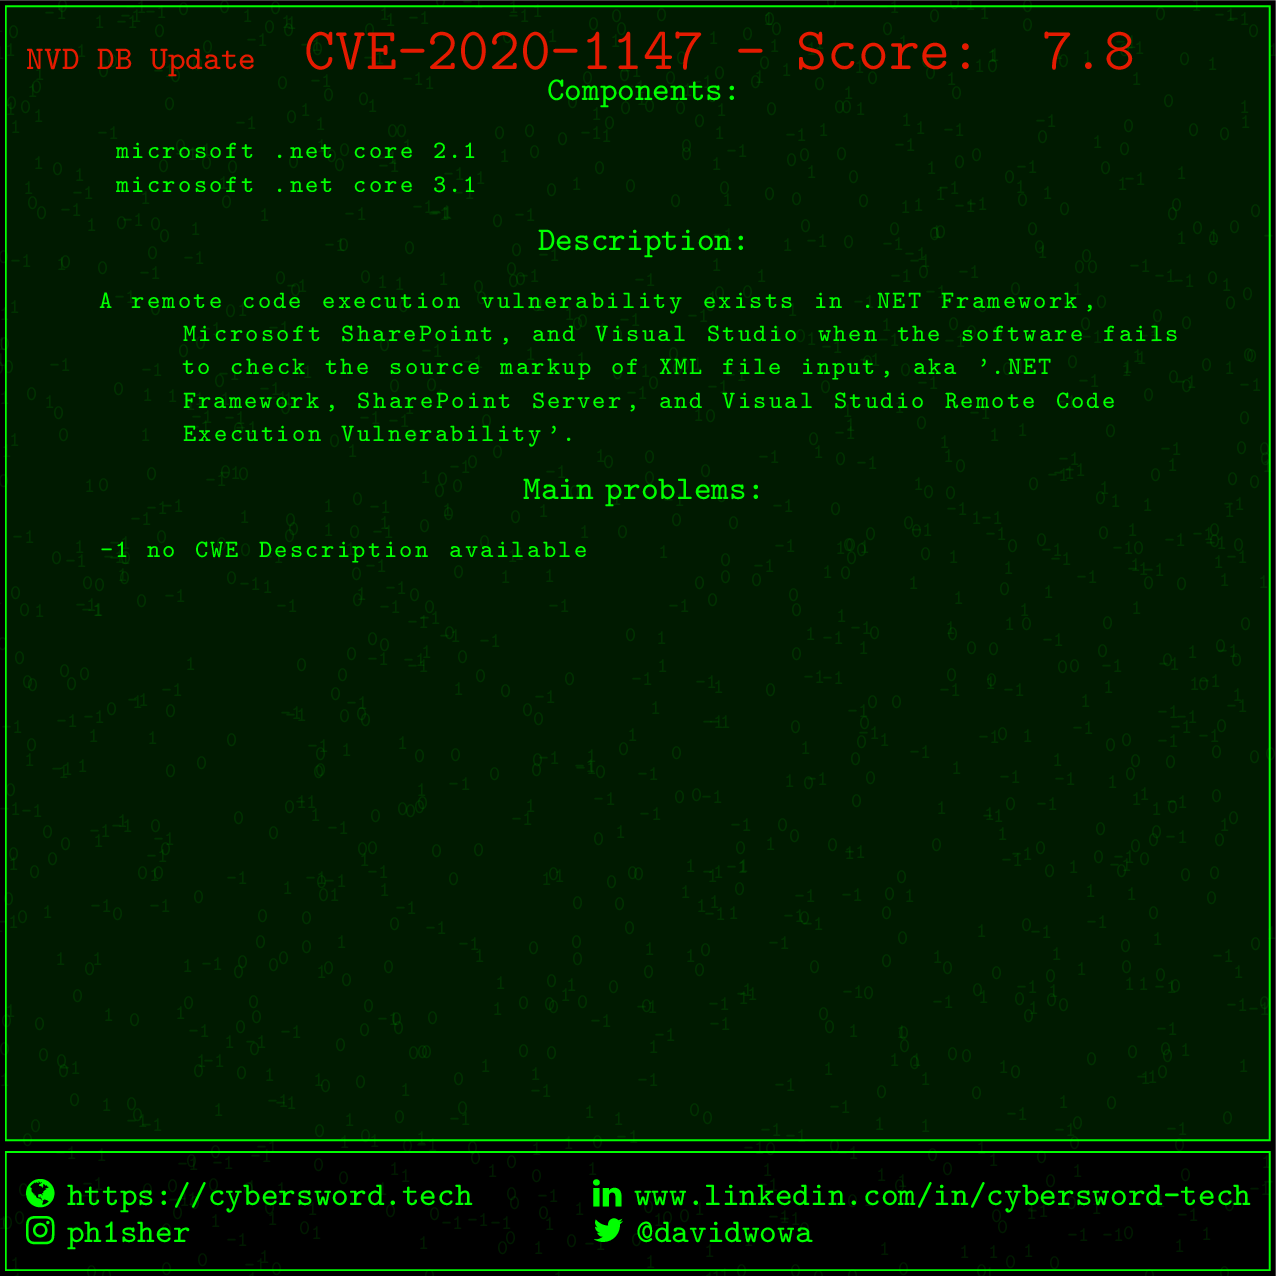 NVD DB Update CVE-2020-1147 - Score: 7.8
Components:
microsoft .net core 2.1
microsoft .net core 3.1
Description:
A remote code execution vulnerability exists in .NET Framework,
Microsoft SharePoint, and Visual Studio when the software fails
to check the source markup of XML file input, aka '.NET
Framework, SharePoint Server, and Visual Studio Remote Code
Execution Vulnerability'.
Main problems:
-1 no CWE Description available
https://cybersword.tech
www.linkedin.com/in/cybersword-tech
ph1sher
@davidwowa